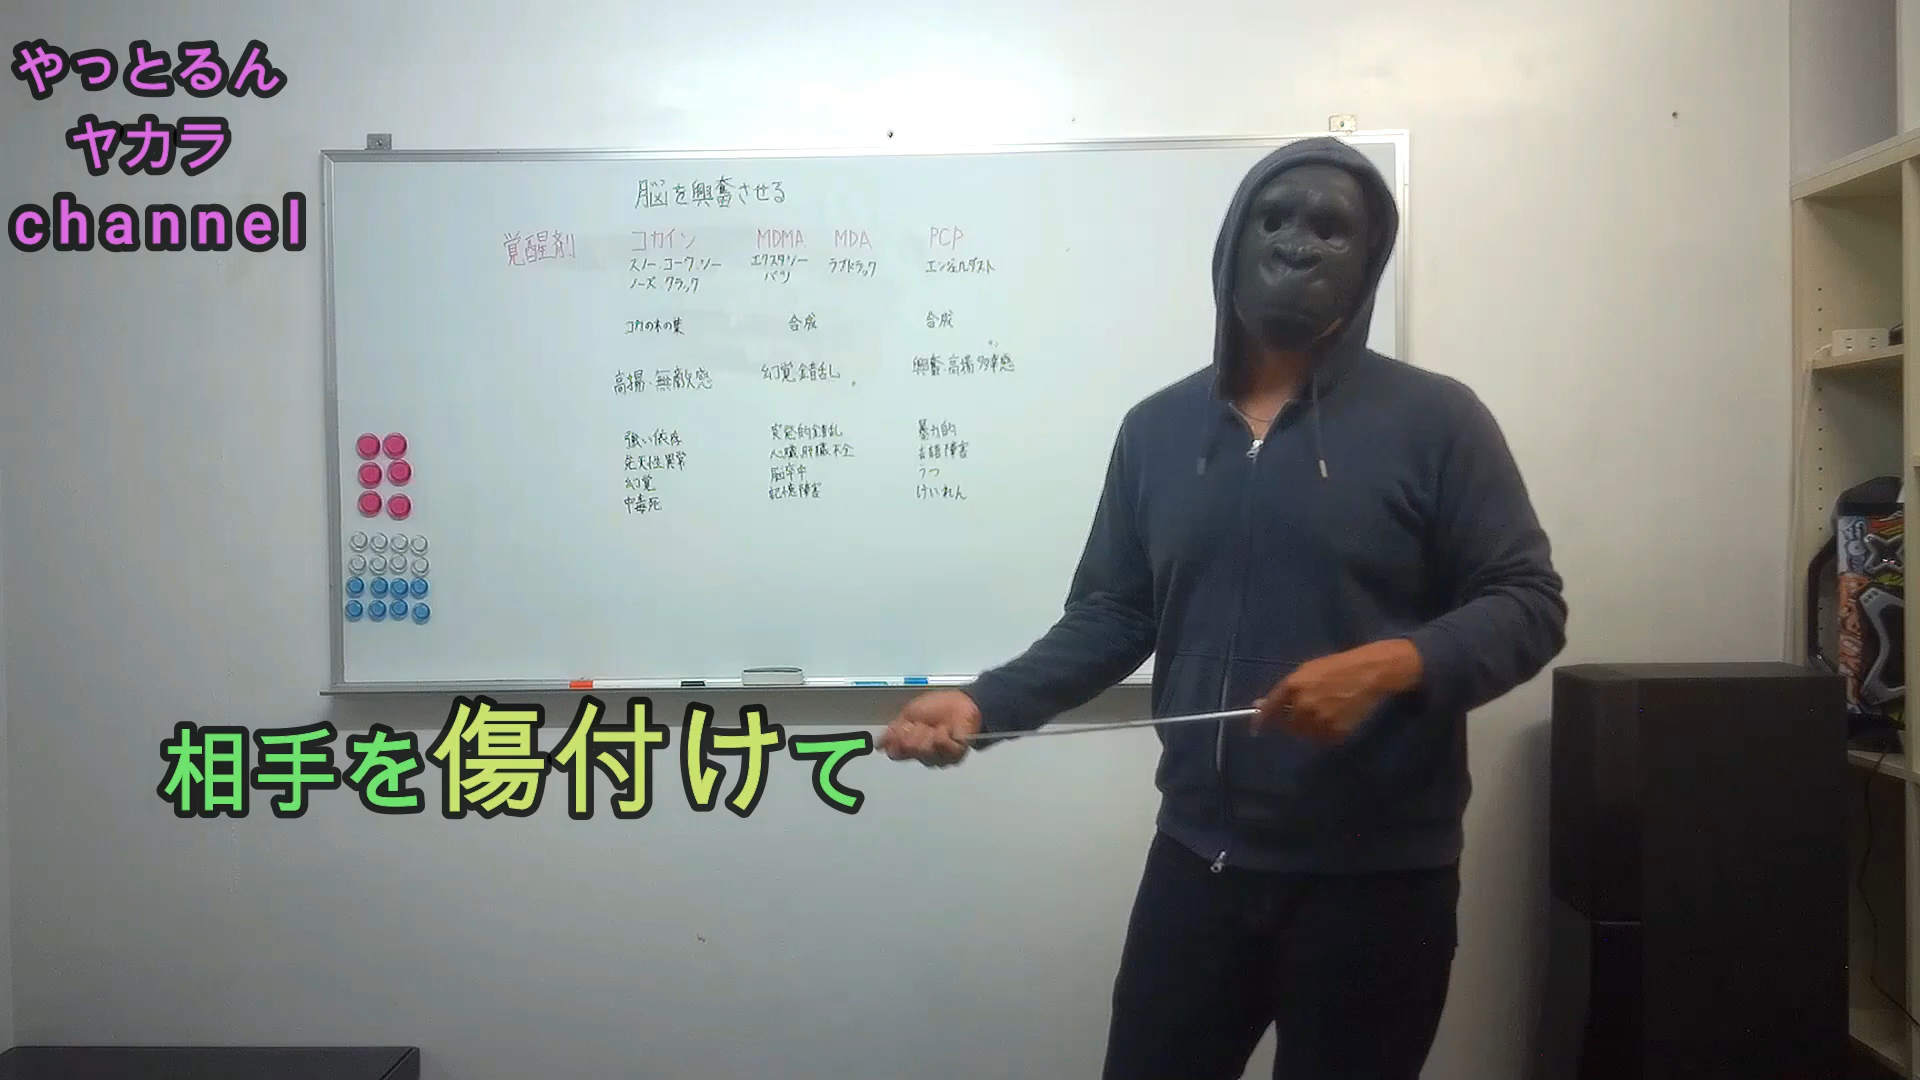 やっとるん
ヤカラ
channel
脳を興奮させる
覚醒剤 コカイン MDMA MDA PCP
スノー.コーク.ソー エクスタシー ラブドラッグ エンジェルダスト
ノーズ.クラック バツ
コカの木の葉 合成 合成
高揚.無敵感 幻覚.錯乱 興奮.高揚.多幸感
強い依存 突発的錯乱 暴力的
先天性異常 心臓.肝臓不全 言語障害
幻覚 脳卒中 うつ
中毒死 記憶障害 けいれん
相手を傷付けて